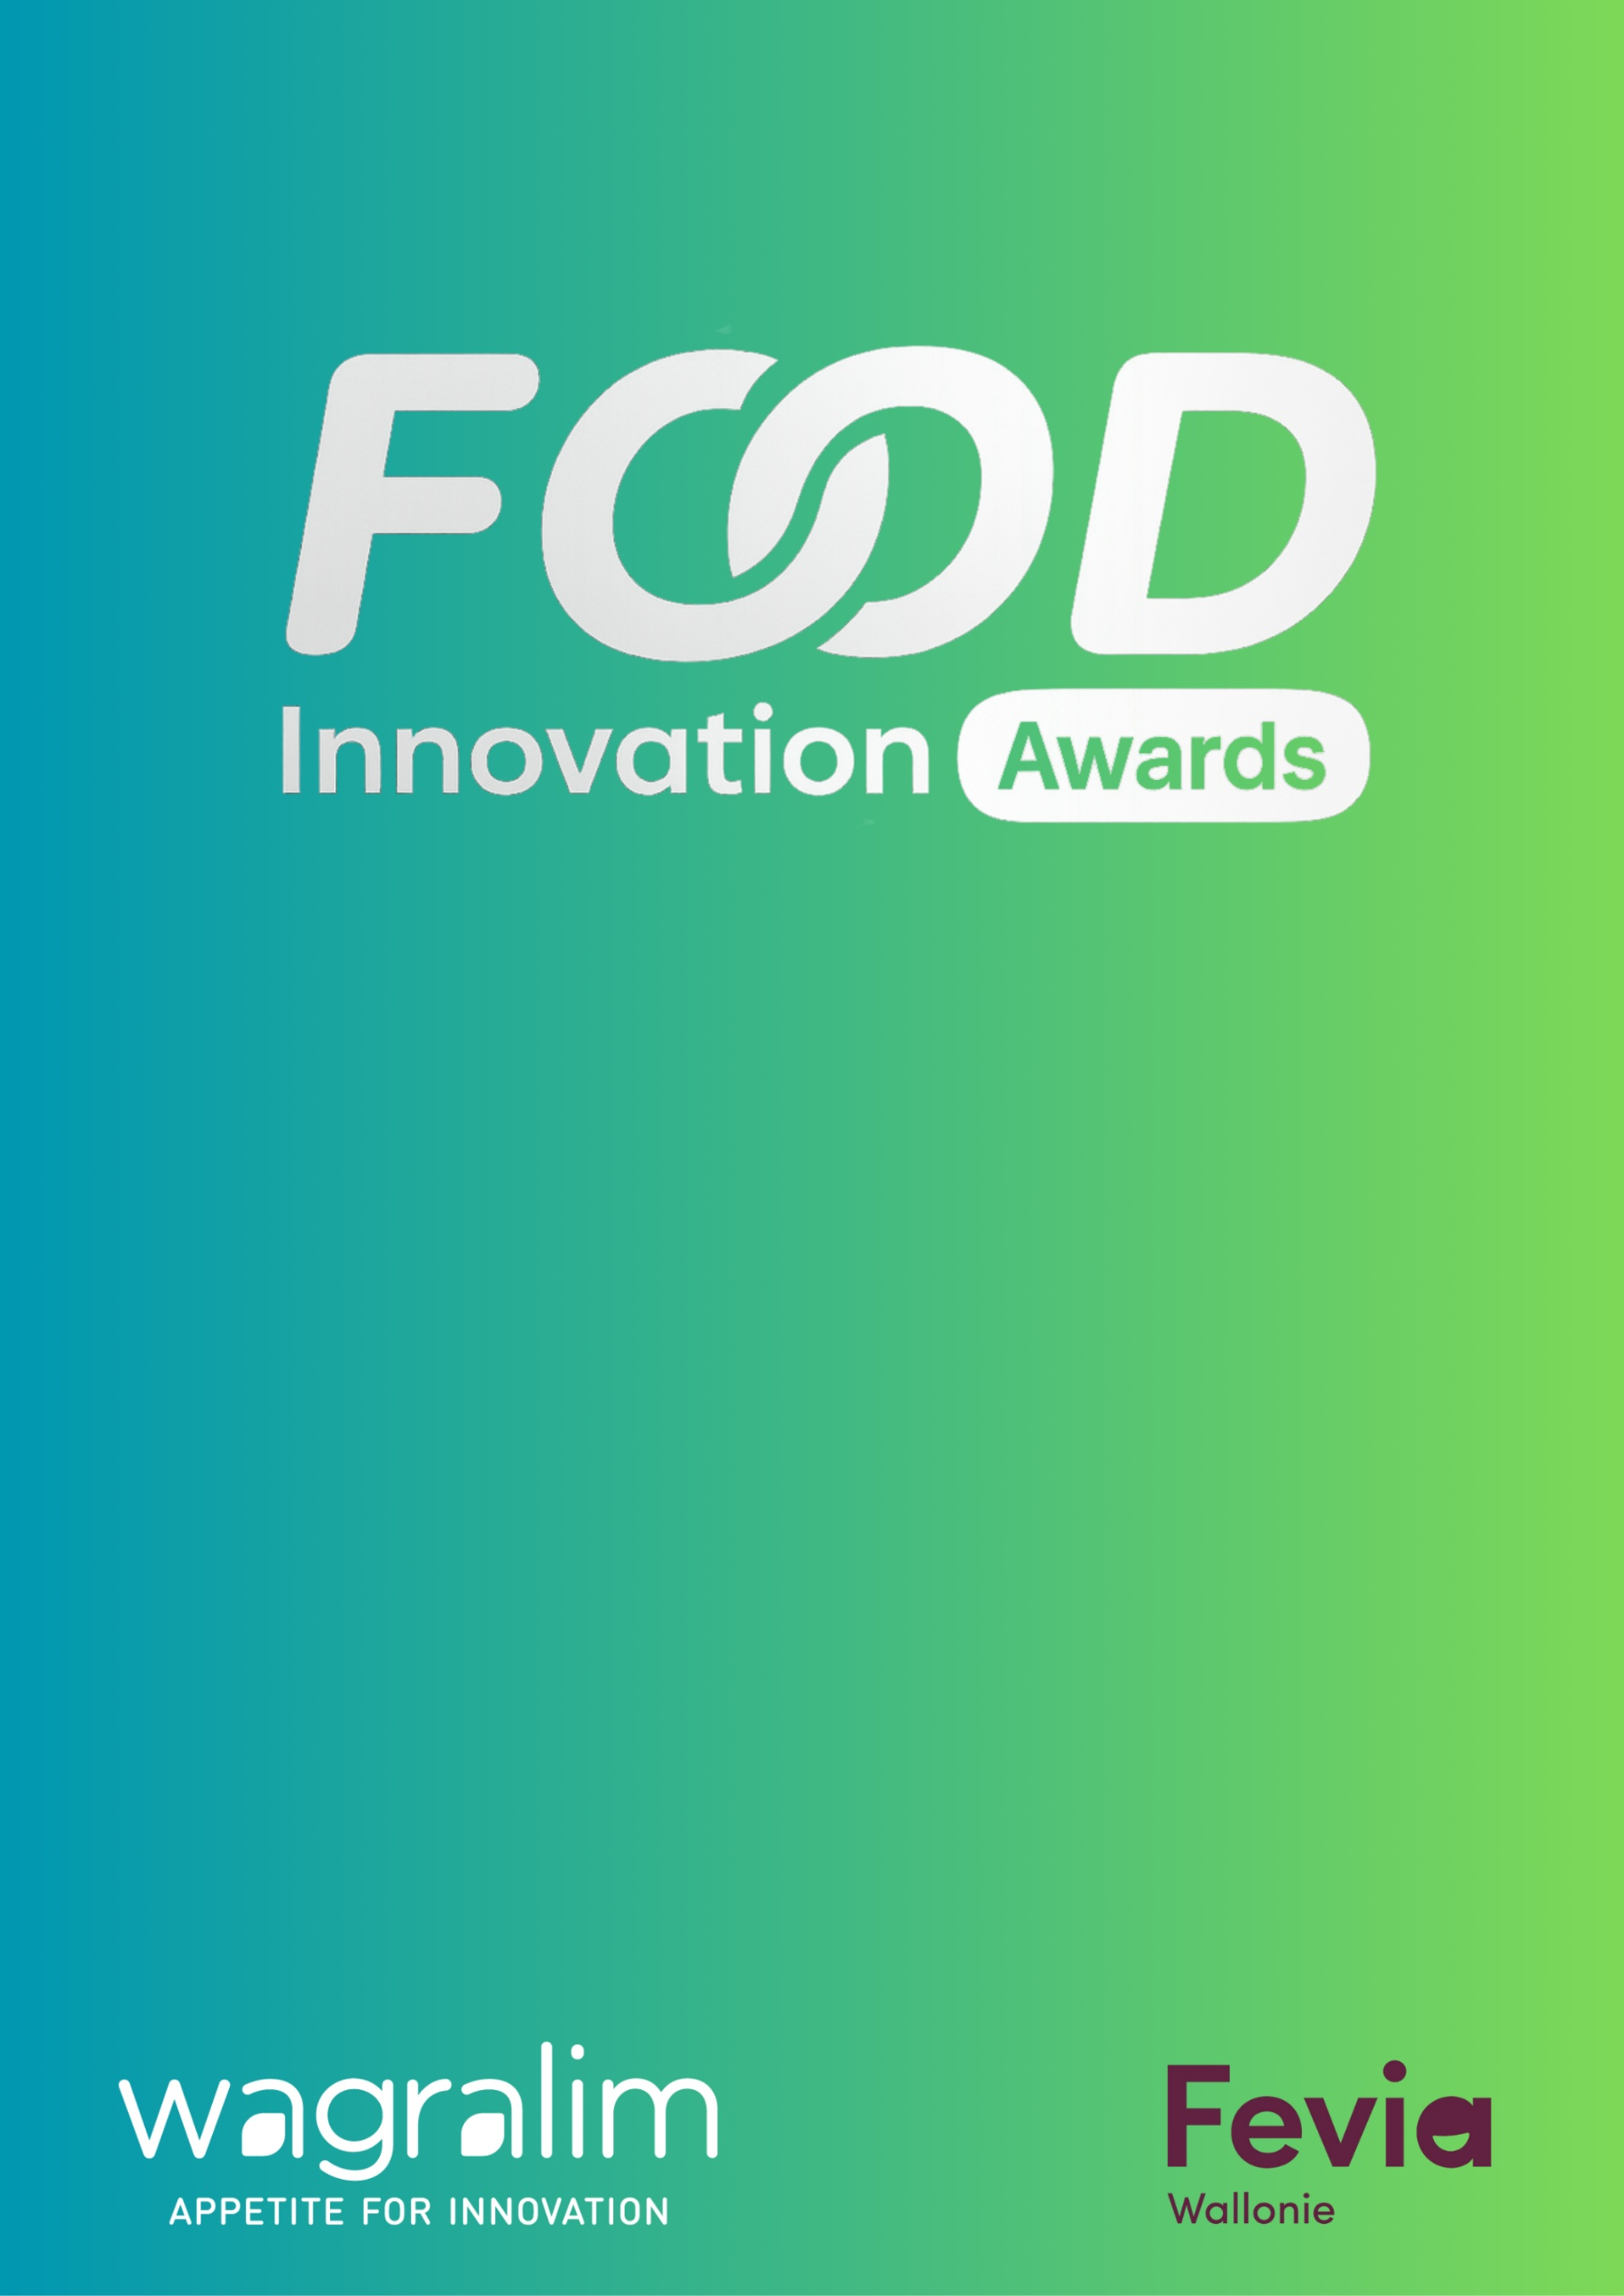 FOOD
Innovation Awards
wagralim
APPETITE FOR INNOVATION
Fevia
Wallonie